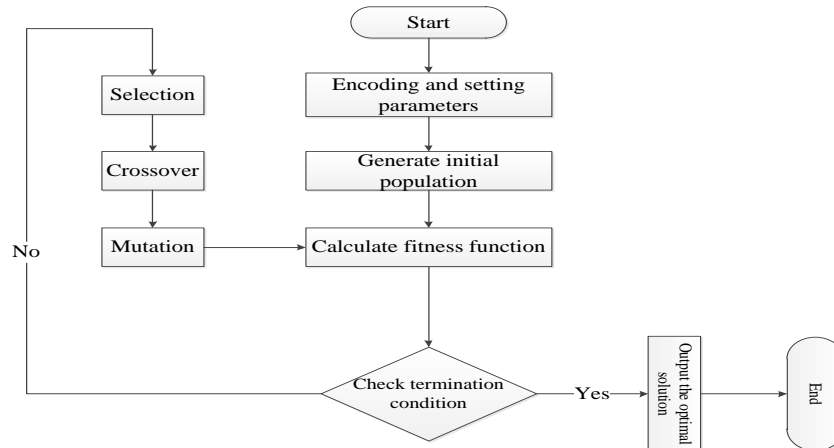 Start
Encoding and setting
parameters
Generate initial
population
Calculate fitness function
Check termination
condition
No
Selection
Crossover
Mutation
Yes
Output the optimal
solution
End